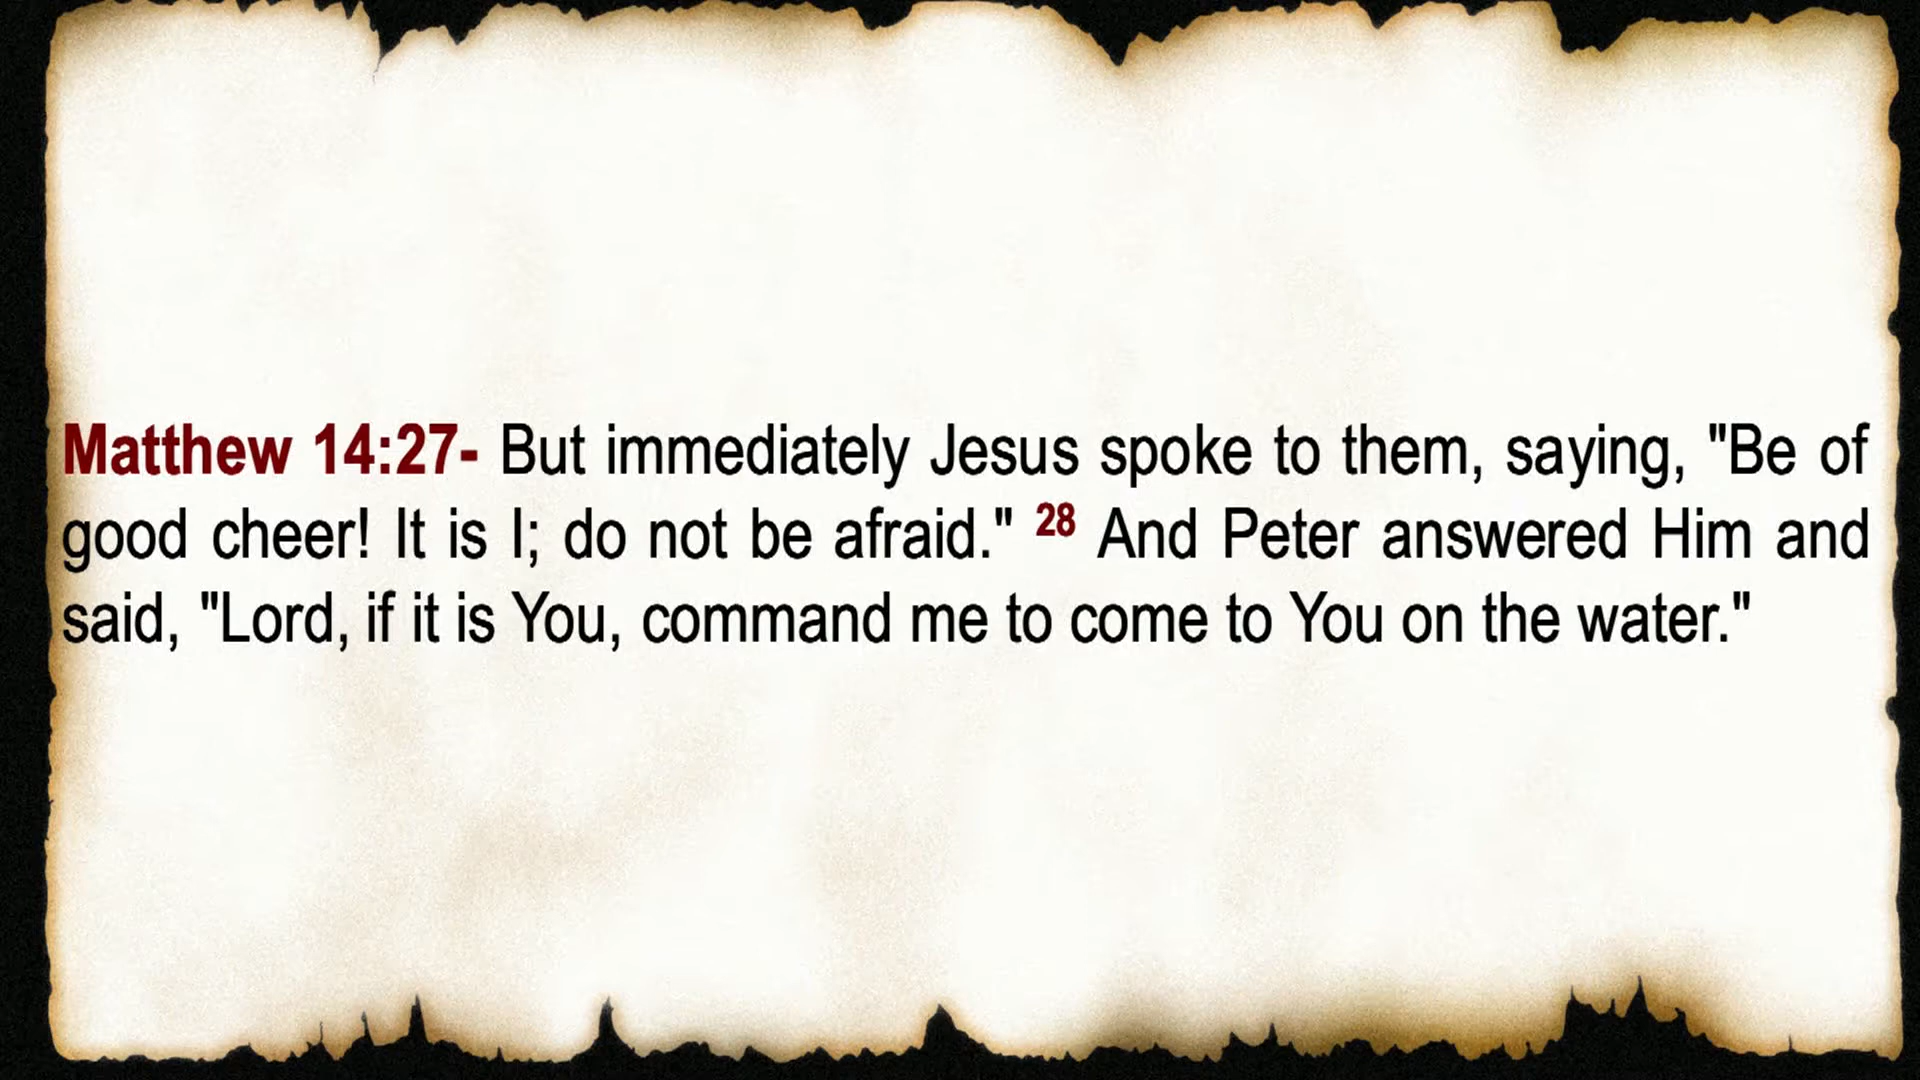 Matthew 14:27- But immediately Jesus spoke to them, saying, "Be of
good cheer! It is I; do not be afraid." 28 And Peter answered Him and
said, "Lord, if it is You, command me to come to You on the water."